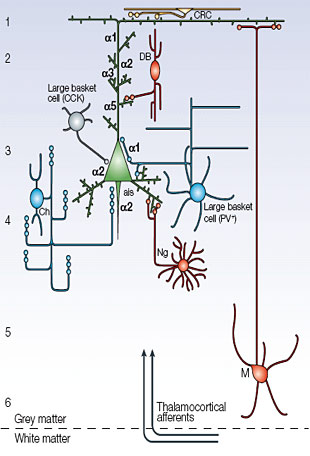 1
CRC
α1
2
α2
DB
α3
α5
Large basket
cell (CCK)
3
α1
α2
Ch
ais
Large basket
cell (PV+)
4
α2
Ng
5
M
6
Thalamocortical
afferents
Grey matter
White matter